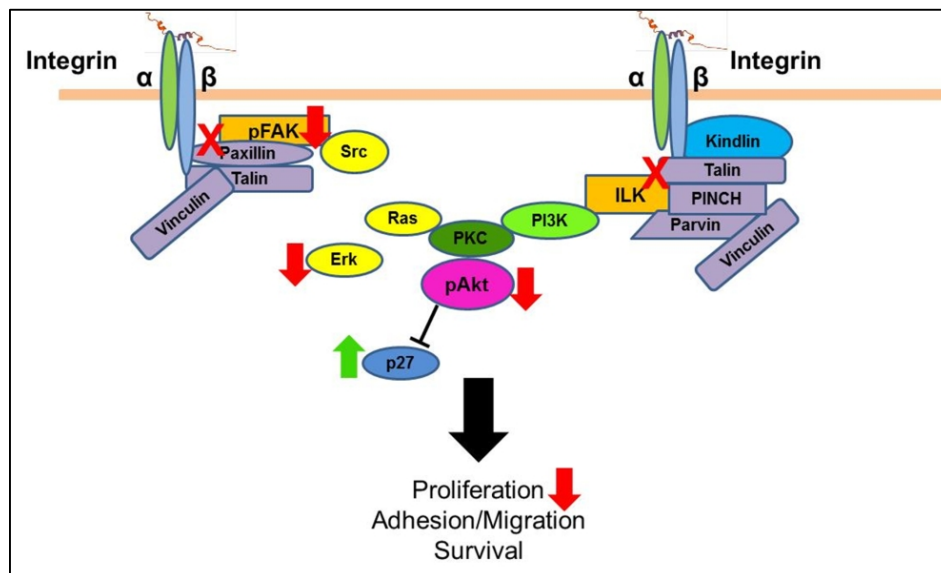 Integrin
α
β
pFAK
Paxillin
Talin
Vinculin
Src
Integrin
α
β
Kindlin
Talin
ILK
PINCH
Parvin
Vinculin
Ras
PI3K
PKC
Erk
pAkt
p27
Proliferation
Adhesion/Migration
Survival